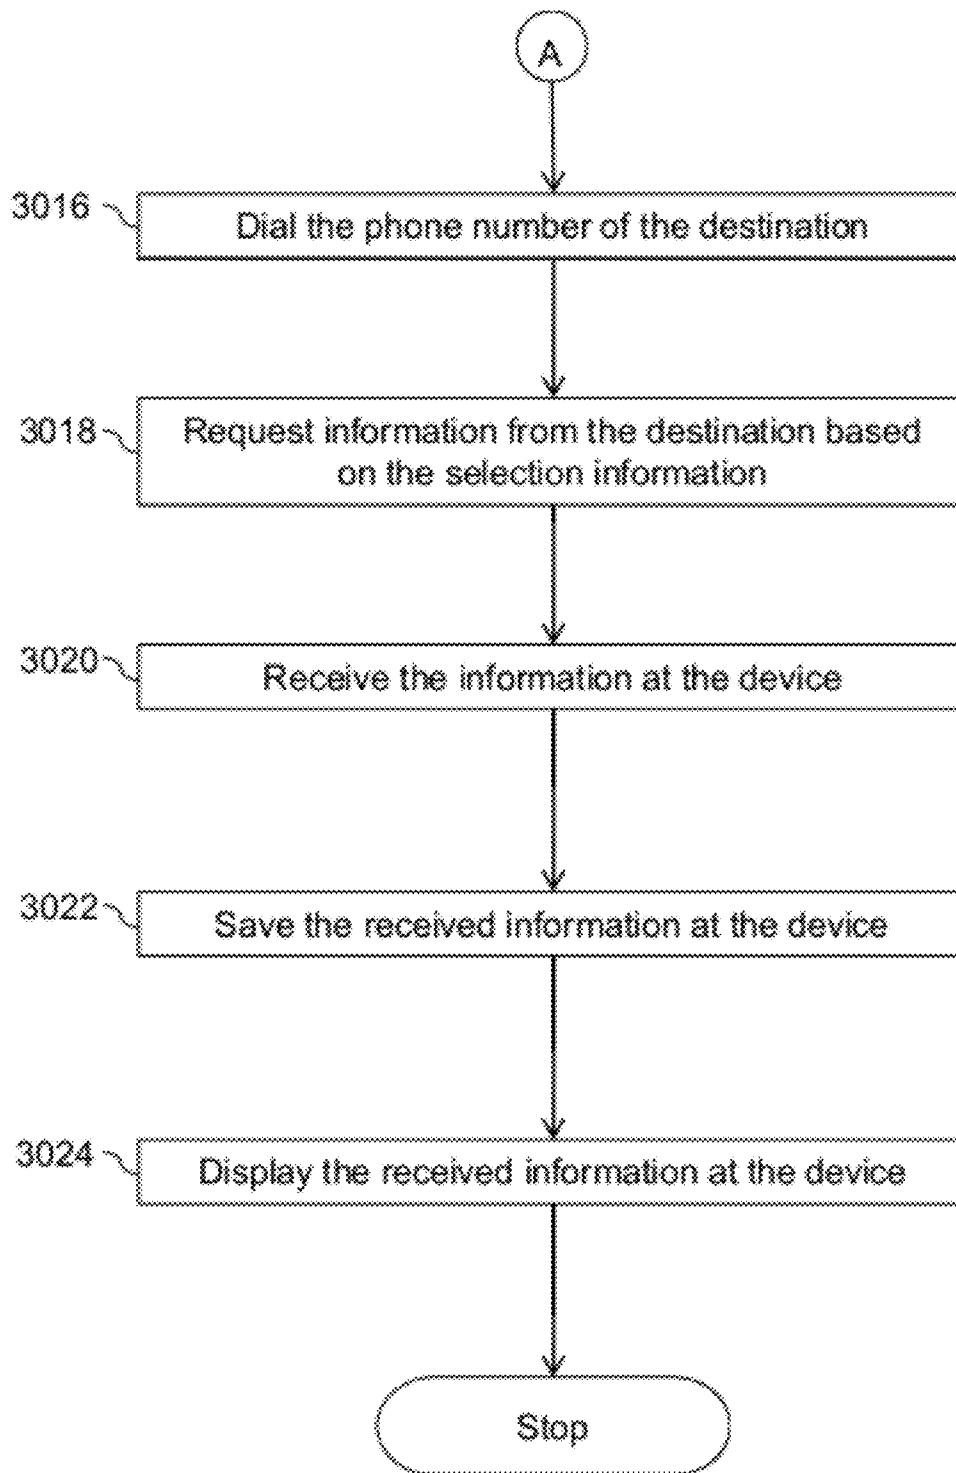 A
3016
Dial the phone number of the destination
3018
Request information from the destination based
on the selection information
3020
Receive the information at the device
3022
Save the received information at the device
3024
Display the received information at the device
Stop